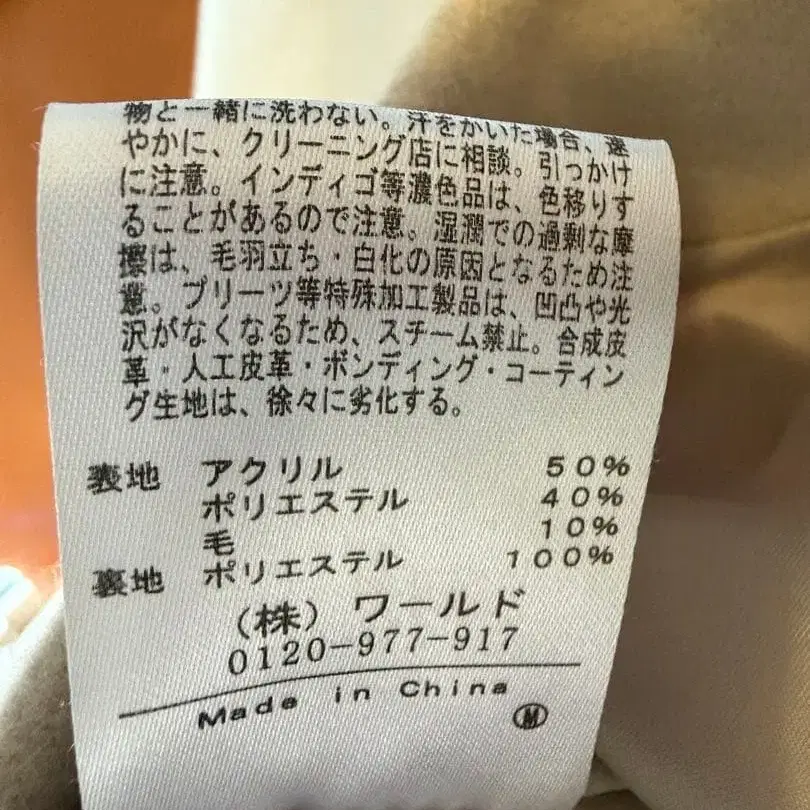 物と一緒に洗わない。汗をかいた場合、速
やかに、クリーニング店に相談。引っかけ
に注意。インディゴ等濃色品は、色移りす
ることがあるので注意。湿潤での過剰な摩
擦は、毛羽立ち・白化の原因となるため注
意。プリーツ等特殊加工製品は、凹凸や光
沢がなくなるため、スチーム禁止。合成皮
革・人工皮革・ボンディング・コーティン
グ生地は、徐々に劣化する。
表地 アクリル 50%
ポリエステル 40%
毛 10%
裏地 ポリエステル 100%
(株) ワールド
0120-977-917
Made in China
M